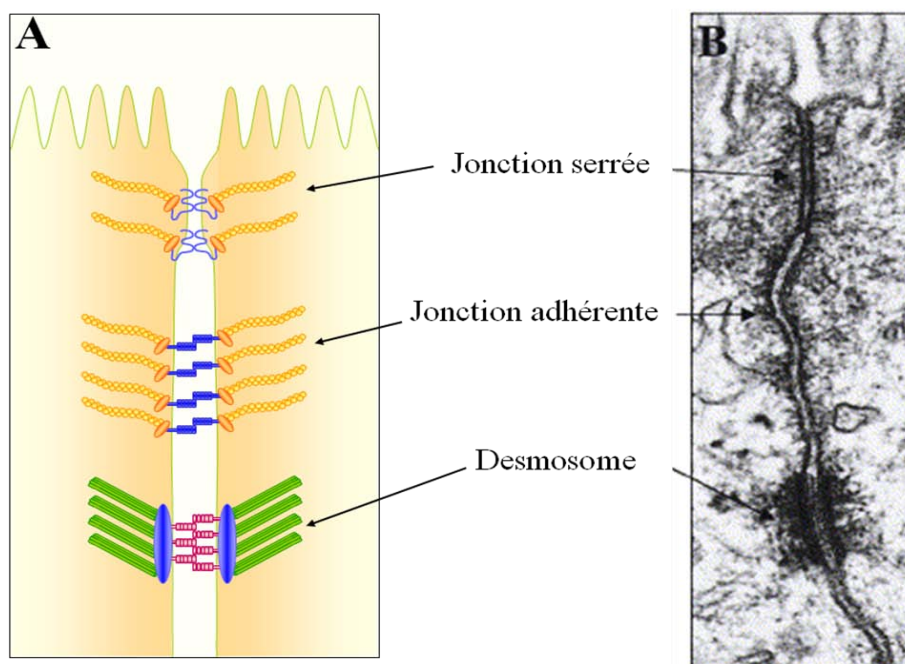 A
B
Jonction serrée
Jonction adhérente
Desmosome